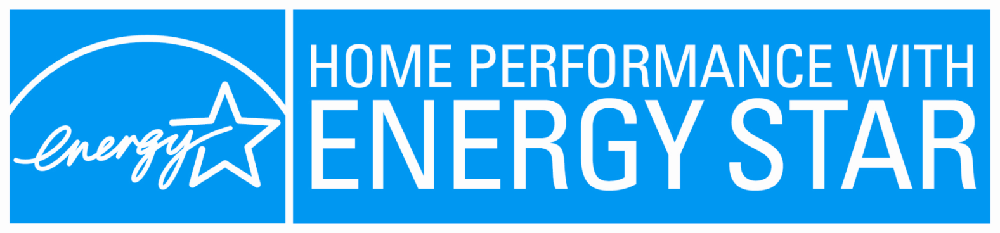 energy
HOME PERFORMANCE WITH
ENERGY STAR